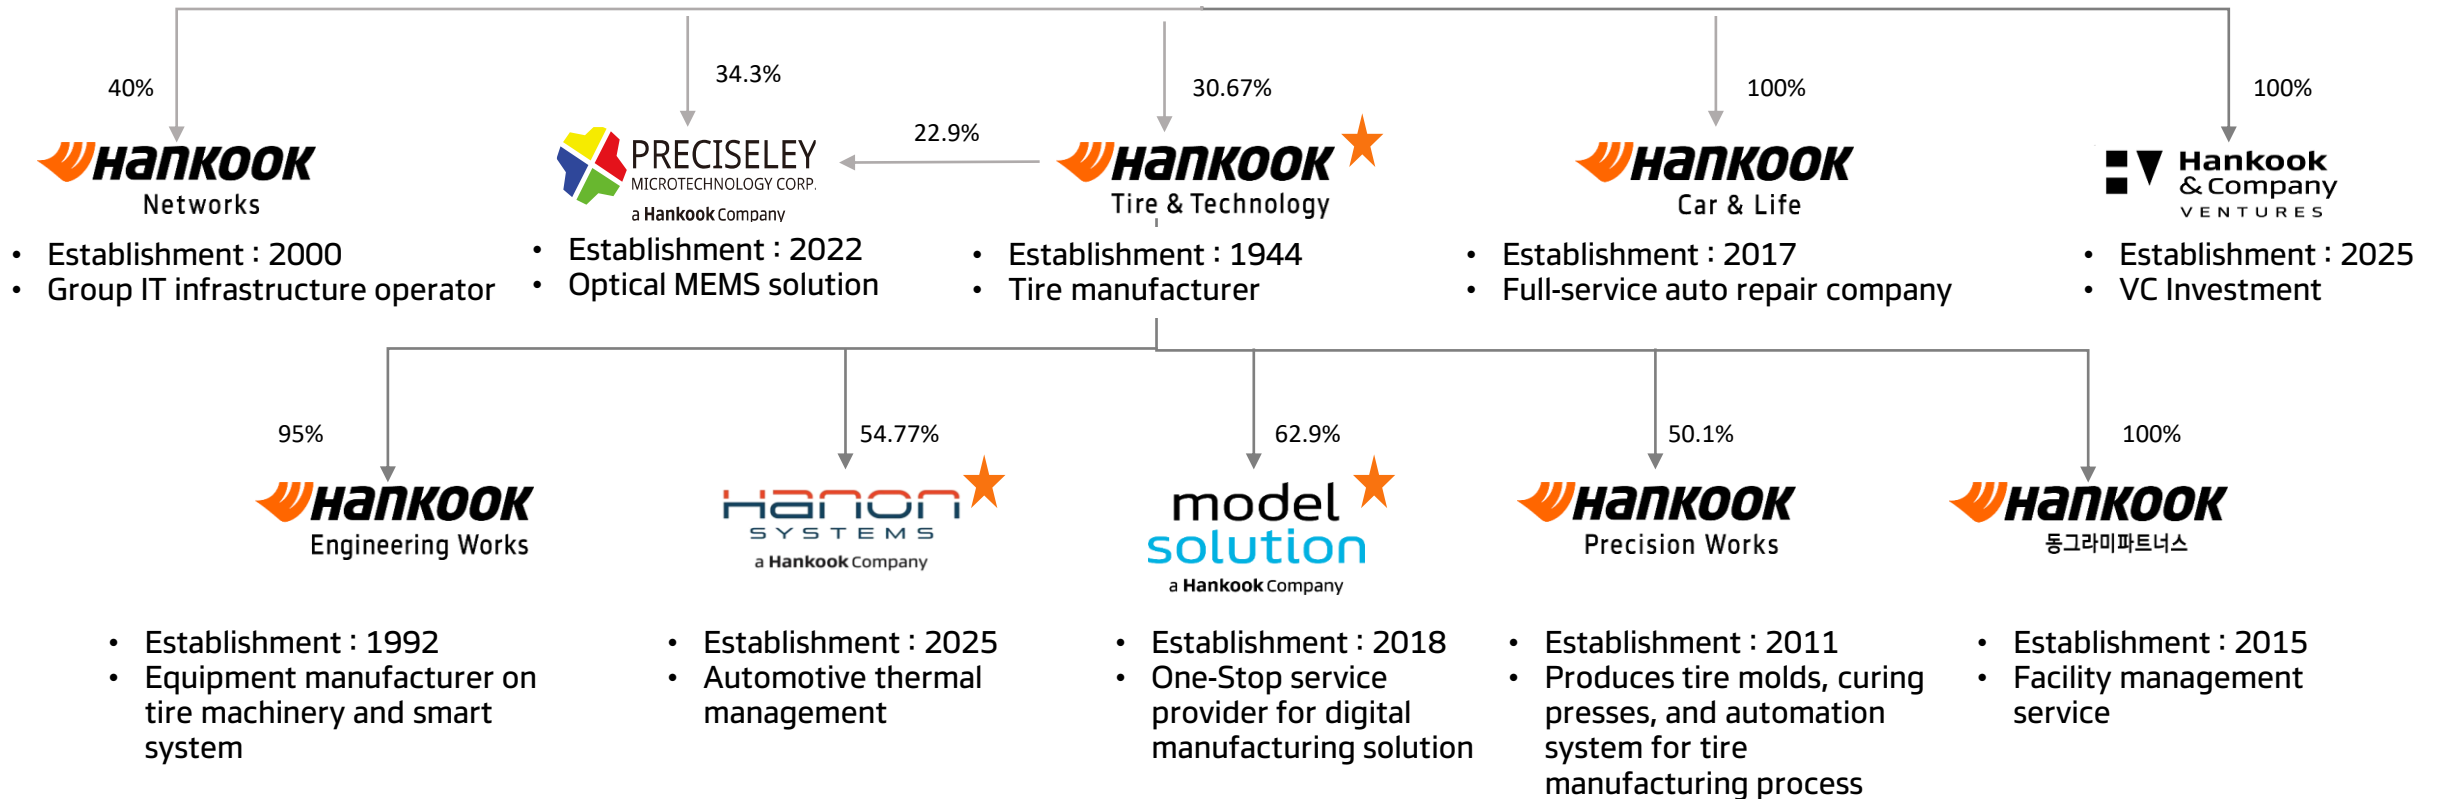 40%
34.3%
30.67%
100%
100%
22.9%
HANKOOK
Networks
PRECISELEY
MICROTECHNOLOGY CORP.
a Hankook Company
HANKOOK
Tire & Technology
HANKOOK
Car & Life
Hankook
& Company
VENTURES
• Establishment : 2000
• Group IT infrastructure operator
• Establishment : 2022
• Optical MEMS solution
• Establishment : 1944
• Tire manufacturer
• Establishment : 2017
• Full-service auto repair company
• Establishment : 2025
• VC Investment
95%
54.77%
62.9%
50.1%
100%
HANKOOK
Engineering Works
Hanon
SYSTEMS
a Hankook Company
model
solution
a Hankook Company
HANKOOK
Precision Works
HANKOOK
동그라미파트너스
• Establishment : 1992
• Equipment manufacturer on
tire machinery and smart
system
• Establishment : 2025
• Automotive thermal
management
• Establishment : 2018
• One-Stop service
provider for digital
manufacturing solution
• Establishment : 2011
• Produces tire molds, curing
presses, and automation
system for tire
manufacturing process
• Establishment : 2015
• Facility management
service